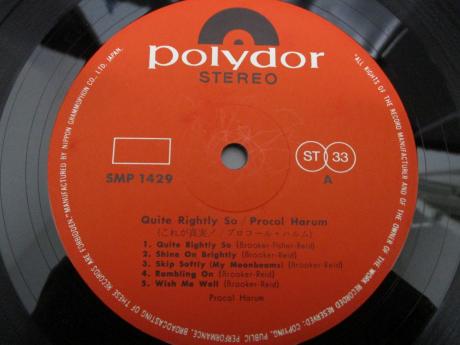 polydor
STEREO
SMP 1429
ST 33
A
Quite Rightly So / Procal Harum
(これが真実/プロコール・ハルム)
1. Quite Rightly So (Brooker-Fisher-Reid)
2. Shine On Brightly (Brooker-Reid)
3. Skip Softly (My Moonbeams) (Brooker-Reid)
4. Rambling On (Brooker-Reid)
5. Wish Me Well (Brooker-Reid)
Procal Harum
"ALL RIGHTS OF THE RECORD MANUFACTURER AND OF THE OWNER OF THE WORK RECORDED RESERVED: COPYING, PUBLIC PERFORMANCE, BROADCASTING OF THESE RECORDS ARE FORBIDDEN."
MANUFACTURED BY NIPPON GRAMMOPHON CO., LTD. JAPAN.